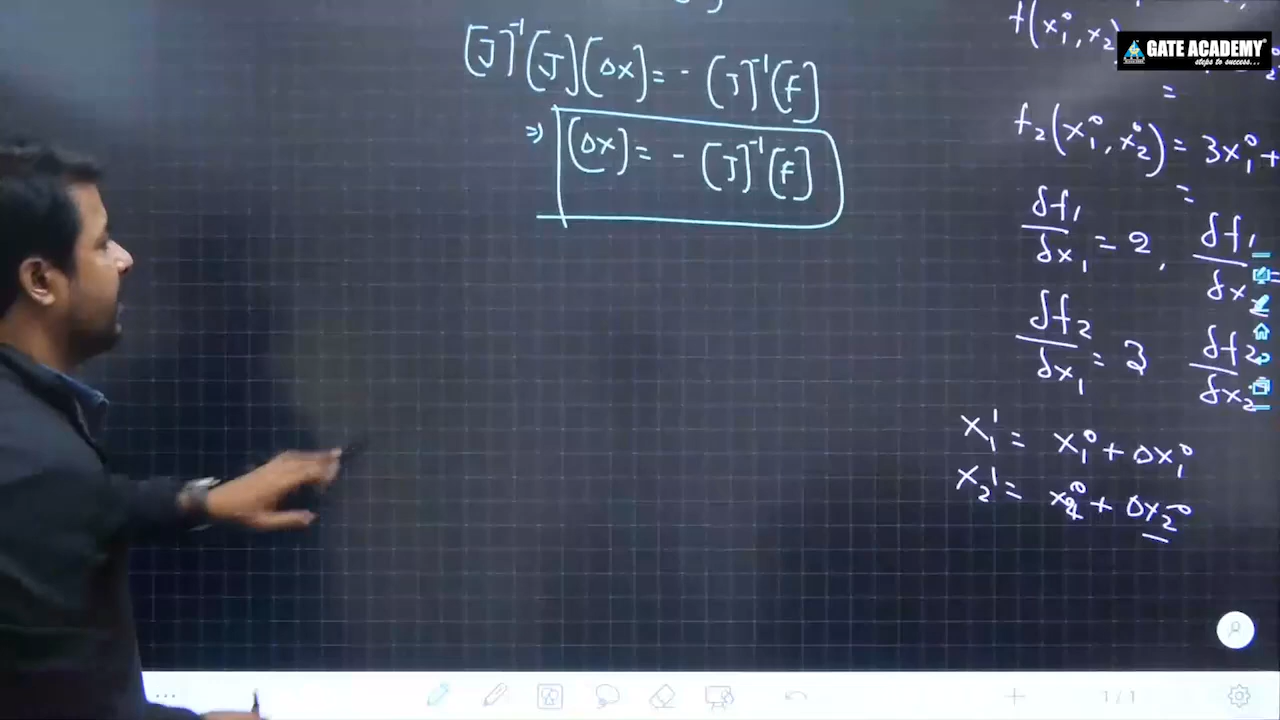 [J]⁻¹[J][Δx] = - [J]⁻¹[F]
⇒ [Δx] = - [J]⁻¹[F]
f(x₁⁰, x₂
=
f₂(x₁⁰, x₂⁰) = 3x₁⁰ +
=
δf₁/δx₁ = 2, δf₁/δx₂ =
δf₂/δx₁ = 3 δf₂/δx₂
x₁¹ = x₁⁰ + Δx₁⁰
x₂¹ = x₂⁰ + Δx₂⁰
GATE ACADEMY®
steps to success...
1 / 1